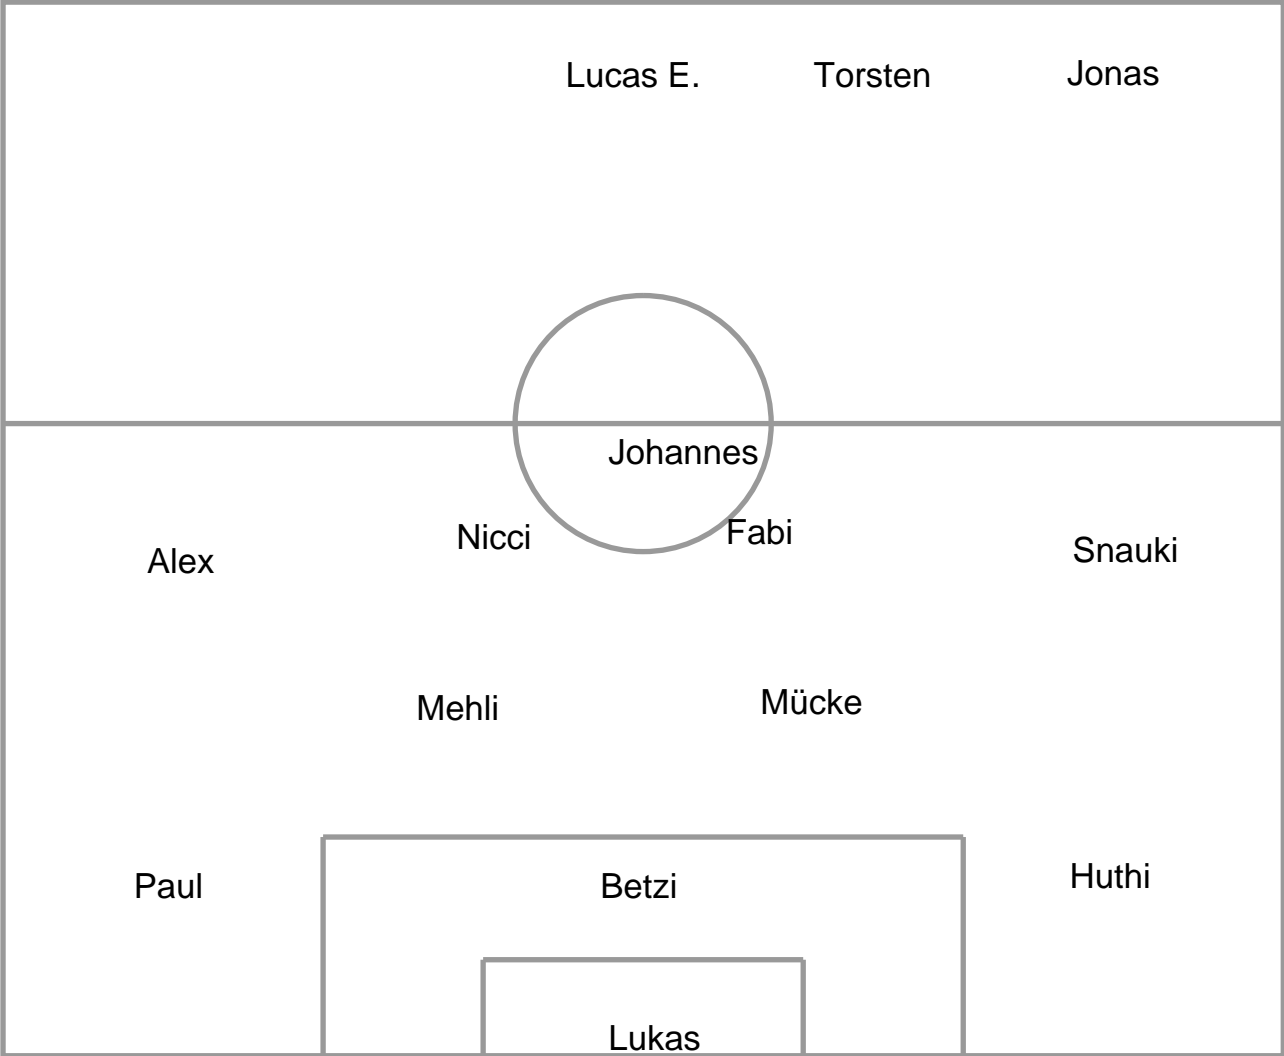 Lucas E. Torsten Jonas
Johannes
Nicci Fabi
Alex Snauki
Mehli Mücke
Paul Betzi Huthi
Lukas